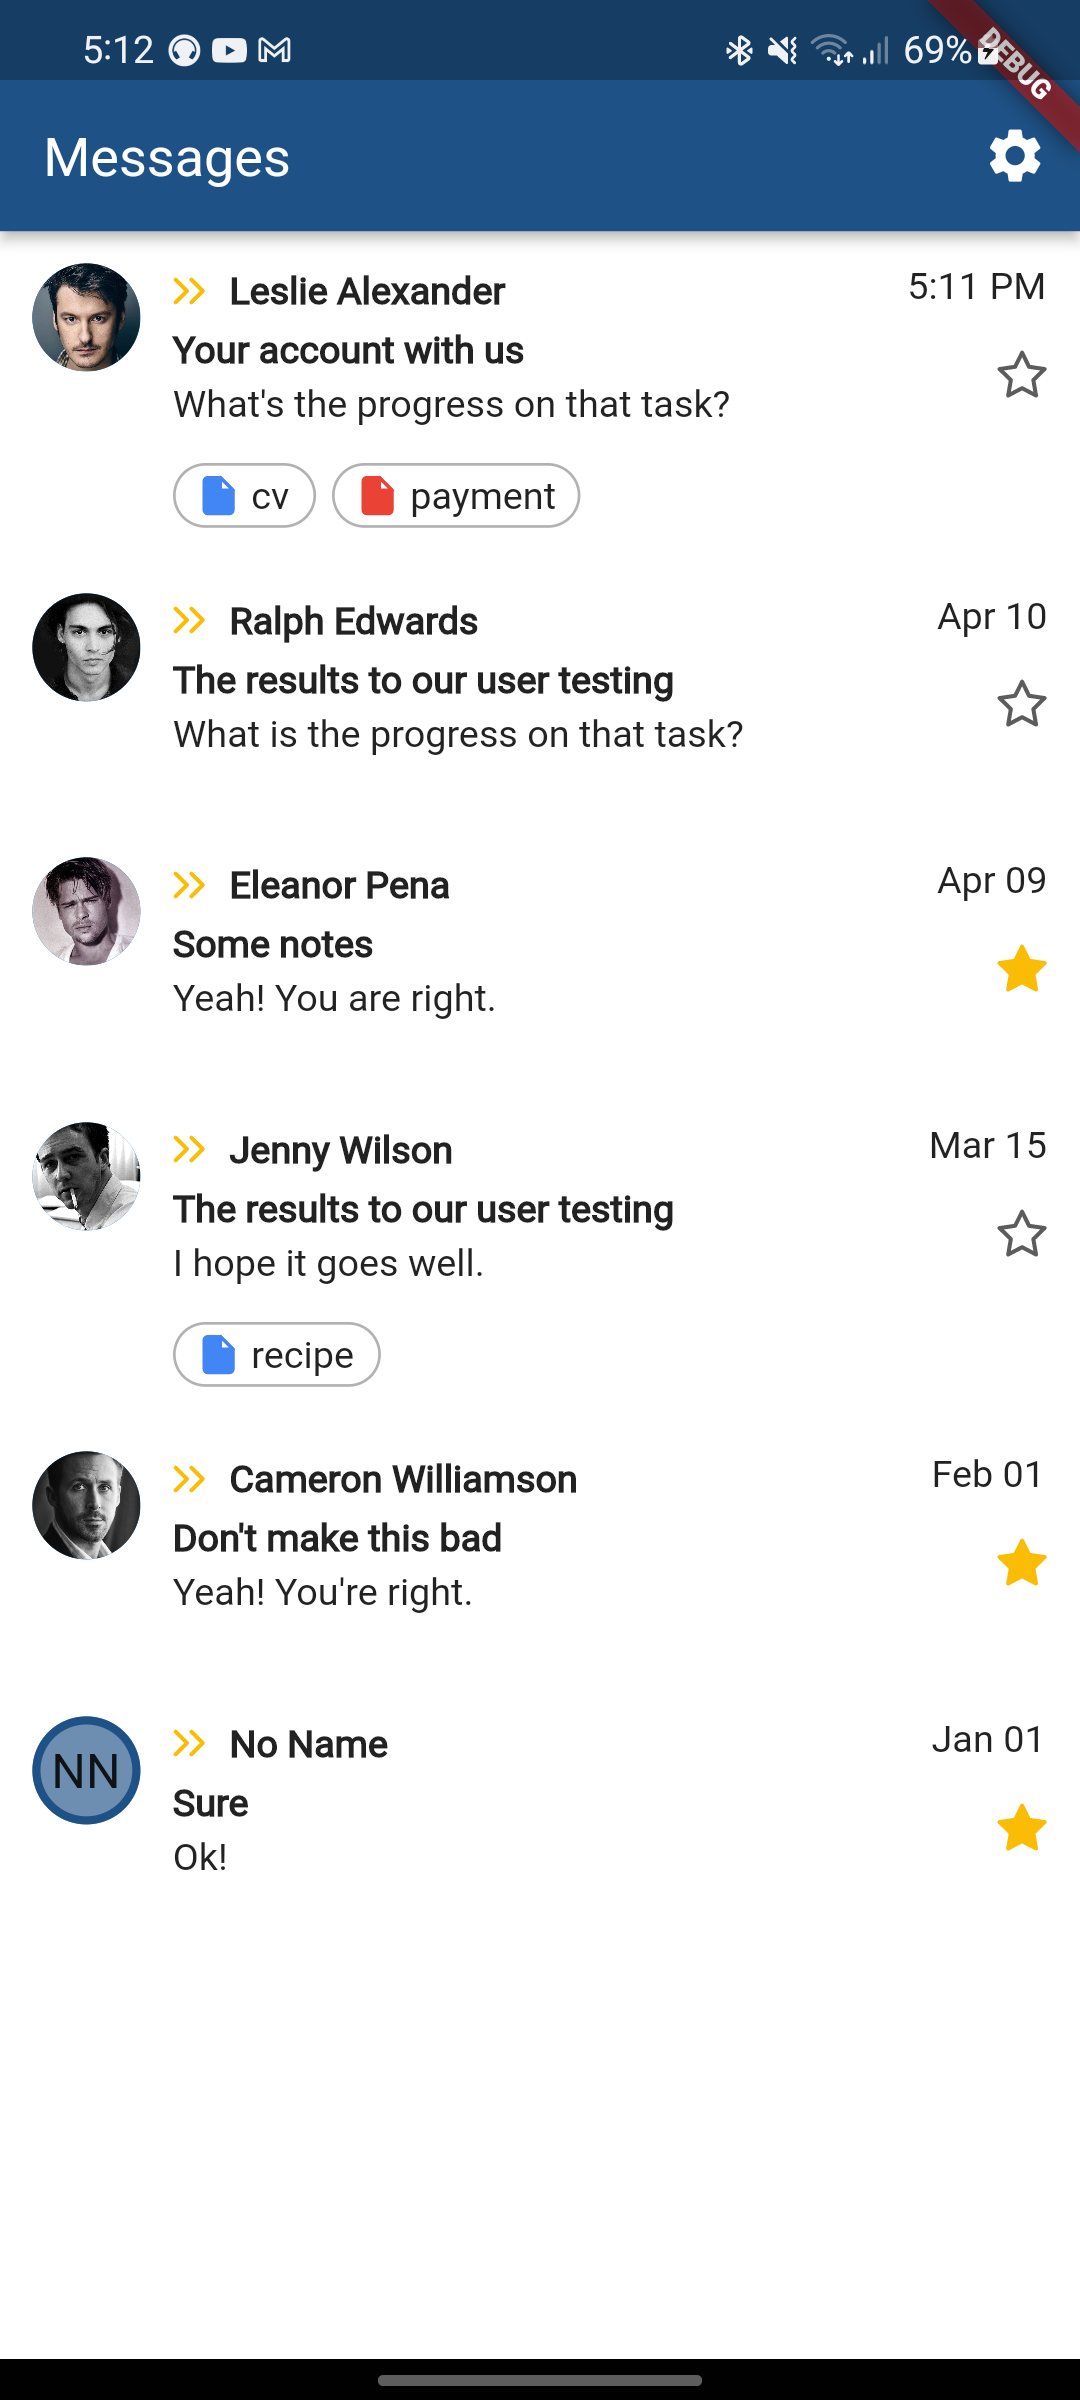 5:12 69%
DEBUG
Messages
Leslie Alexander 5:11 PM
Your account with us
What's the progress on that task?
cv payment
Ralph Edwards Apr 10
The results to our user testing
What is the progress on that task?
Eleanor Pena Apr 09
Some notes
Yeah! You are right.
Jenny Wilson Mar 15
The results to our user testing
I hope it goes well.
recipe
Cameron Williamson Feb 01
Don't make this bad
Yeah! You're right.
NN No Name Jan 01
Sure
Ok!